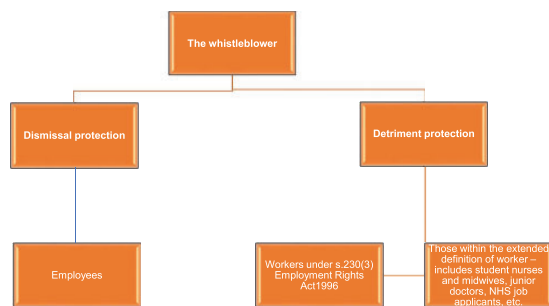 The whistleblower
Dismissal protection
Detriment protection
Employees
Workers under s.230(3)
Employment Rights
Act1996
Those within the extended
definition of worker –
includes student nurses
and midwives, junior
doctors, NHS job
applicants, etc.